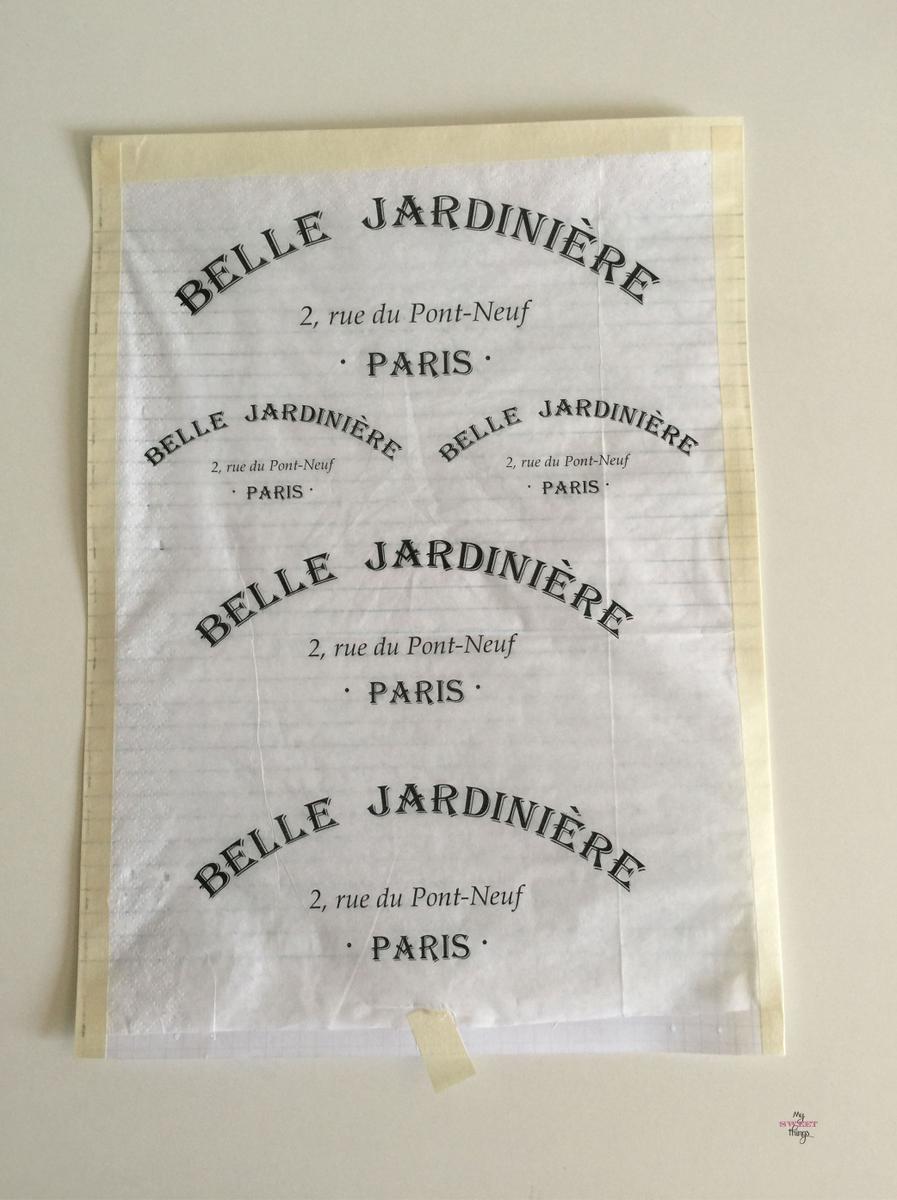 BELLE JARDINIÈRE
2, rue du Pont-Neuf
· PARIS ·
BELLE JARDINIÈRE
2, rue du Pont-Neuf
· PARIS ·
BELLE JARDINIÈRE
2, rue du Pont-Neuf
· PARIS ·
BELLE JARDINIÈRE
2, rue du Pont-Neuf
· PARIS ·
BELLE JARDINIÈRE
2, rue du Pont-Neuf
· PARIS ·
My
SWEET
things